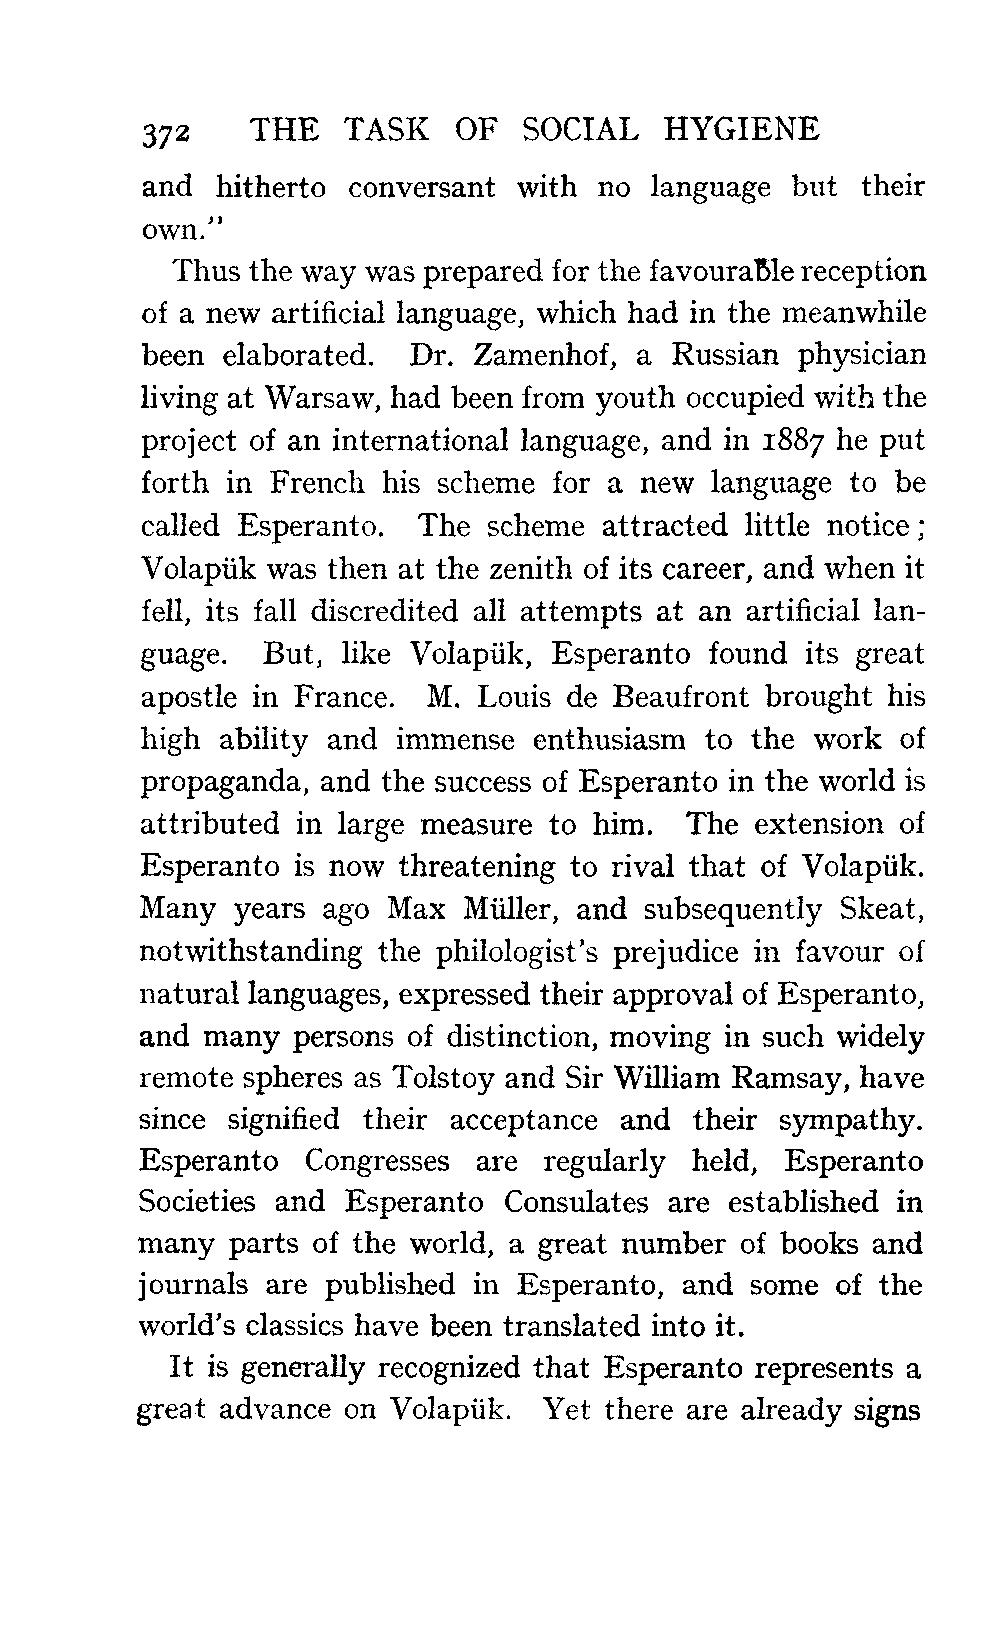 372 THE TASK OF SOCIAL HYGIENE
and hitherto conversant with no language but their
own."
Thus the way was prepared for the favourable reception
of a new artificial language, which had in the meanwhile
been elaborated. Dr. Zamenhof, a Russian physician
living at Warsaw, had been from youth occupied with the
project of an international language, and in 1887 he put
forth in French his scheme for a new language to be
called Esperanto. The scheme attracted little notice;
Volapük was then at the zenith of its career, and when it
fell, its fall discredited all attempts at an artificial lan-
guage. But, like Volapük, Esperanto found its great
apostle in France. M. Louis de Beaufront brought his
high ability and immense enthusiasm to the work of
propaganda, and the success of Esperanto in the world is
attributed in large measure to him. The extension of
Esperanto is now threatening to rival that of Volapük.
Many years ago Max Müller, and subsequently Skeat,
notwithstanding the philologist's prejudice in favour of
natural languages, expressed their approval of Esperanto,
and many persons of distinction, moving in such widely
remote spheres as Tolstoy and Sir William Ramsay, have
since signified their acceptance and their sympathy.
Esperanto Congresses are regularly held, Esperanto
Societies and Esperanto Consulates are established in
many parts of the world, a great number of books and
journals are published in Esperanto, and some of the
world's classics have been translated into it.
It is generally recognized that Esperanto represents a
great advance on Volapük. Yet there are already signs